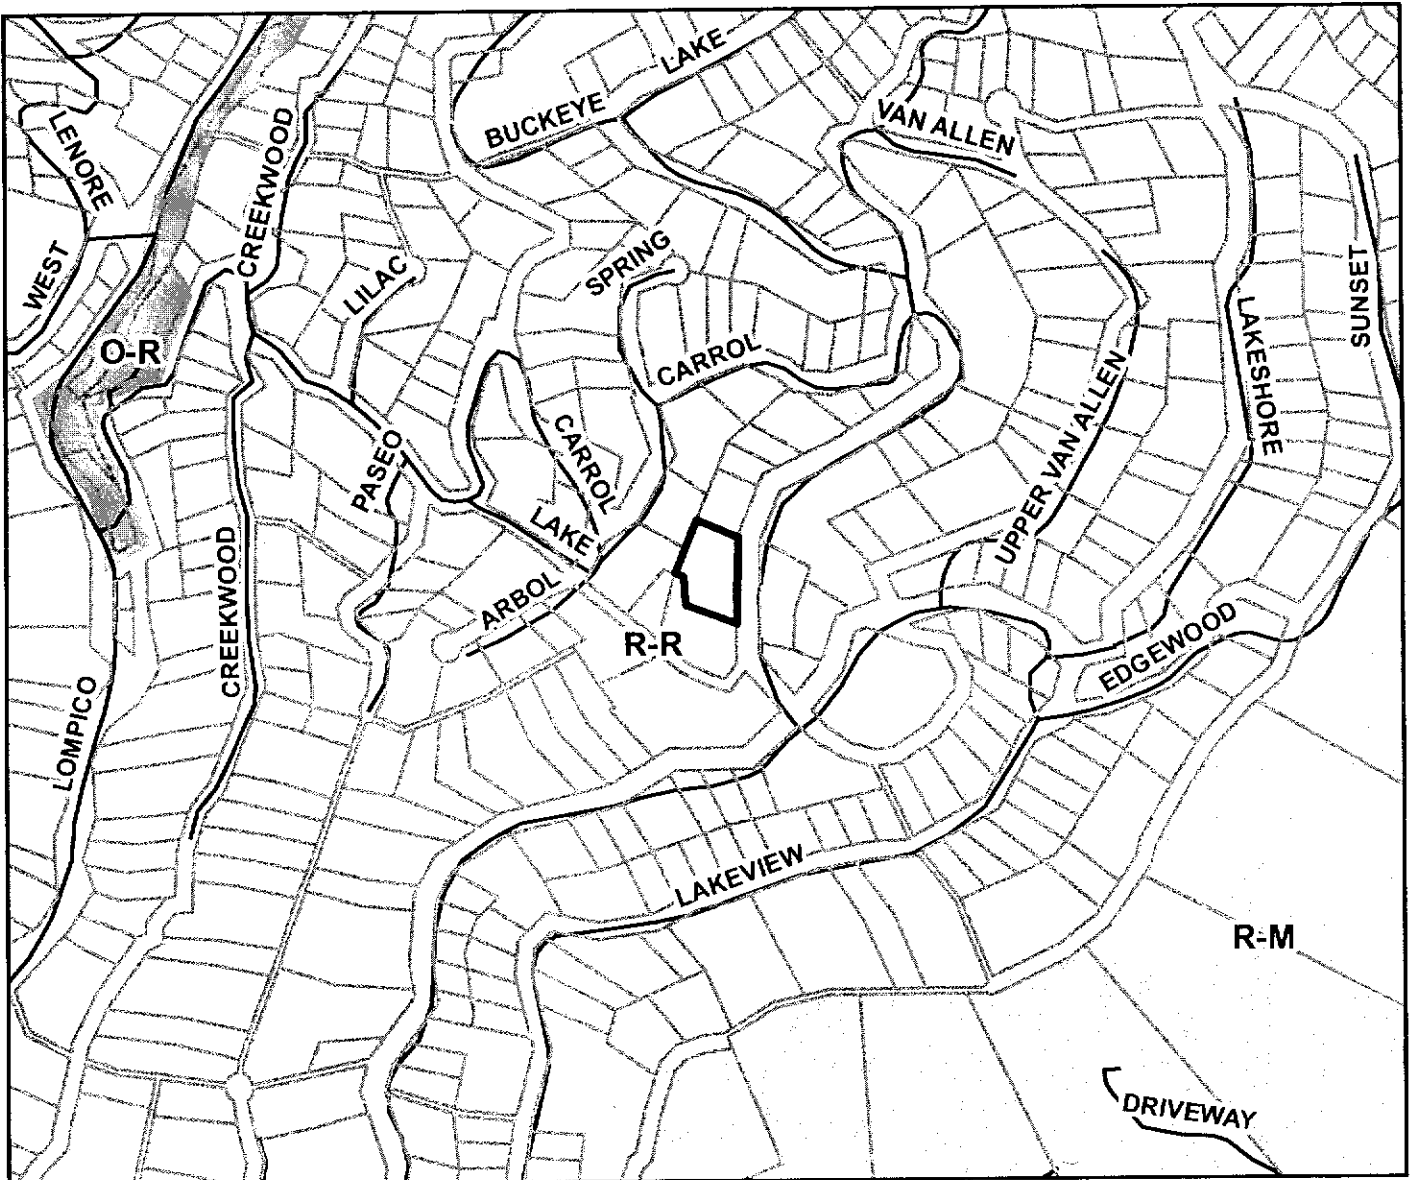 LAKE
BUCKEYE
VAN ALLEN
LENORE
CREEKWOOD
WEST
SPRING
LILAC
SUNSET
O-R
CARROL
LAKESHORE
UPPER VAN ALLEN
CARROL
PASEO
LAKE
ARBOL
CREEKWOOD
R-R
EDGEWOOD
LOMPICO
LAKEVIEW
R-M
DRIVEWAY